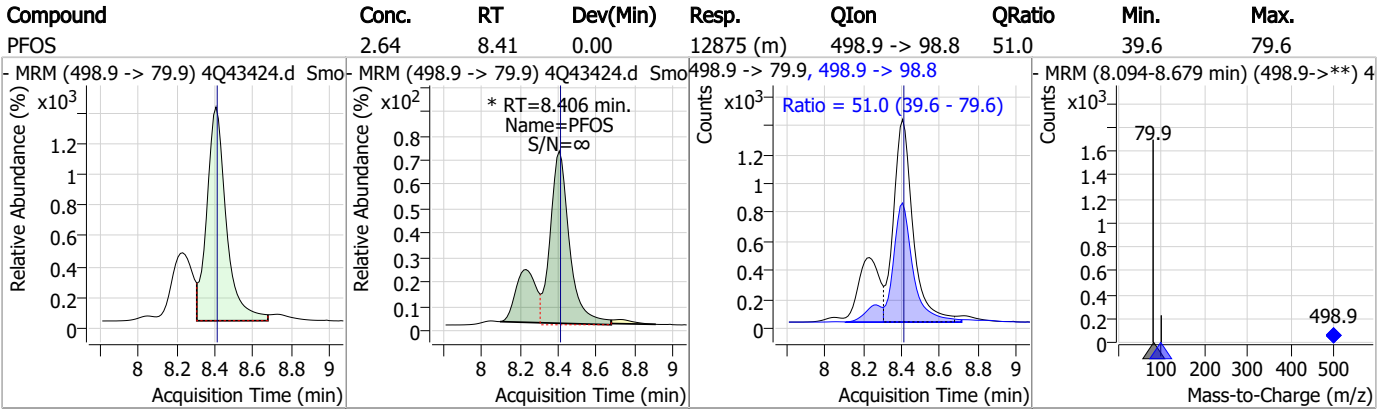 Compound Conc. RT Dev(Min) Resp. QIon QRatio Min. Max.
PFOS 2.64 8.41 0.00 12875 (m) 498.9 -> 98.8 51.0 39.6 79.6
- MRM (498.9 -> 79.9) 4Q43424.d Smo
x10³
Relative Abundance (%)
1.2
1
0.8
0.6
0.4
0.2
0
8 8.2 8.4 8.6 8.8 9
Acquisition Time (min)
- MRM (498.9 -> 79.9) 4Q43424.d Smo
x10²
* RT=8.406 min.
Name=PFOS
S/N=∞
Relative Abundance (%)
0.8
0.7
0.6
0.5
0.4
0.3
0.2
0.1
0
8 8.2 8.4 8.6 8.8 9
Acquisition Time (min)
498.9 -> 79.9, 498.9 -> 98.8
x10³
Ratio = 51.0 (39.6 - 79.6)
Counts
1.2
1
0.8
0.6
0.4
0.2
0
8 8.2 8.4 8.6 8.8 9
Acquisition Time (min)
- MRM (8.094-8.679 min) (498.9->**) 4
x10³
Counts
79.9
1.6
1.4
1.2
1
0.8
0.6
0.4
0.2
0
498.9
100 200 300 400 500
Mass-to-Charge (m/z)